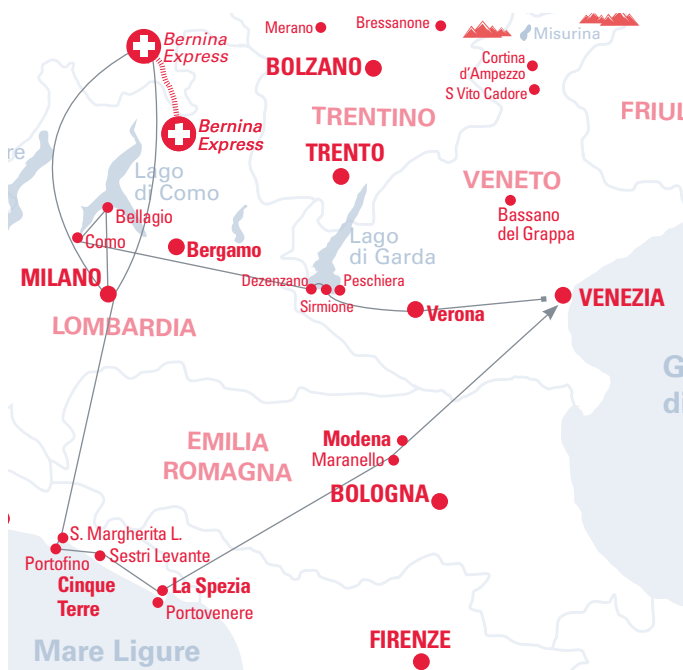 Merano
Bressanone
Misurina
Bernina
Express
BOLZANO
Cortina
d'Ampezzo
S Vito Cadore
TRENTINO
FRIUL
Bernina
Express
TRENTO
re
Lago
di Como
VENETO
Bellagio
Bassano
del Grappa
Como
Bergamo
Lago
di Garda
MILANO
Dezenzano
Peschiera
Sirmione
Verona
VENEZIA
LOMBARDIA
G
di
EMILIA
ROMAGNA
Modena
Maranello
BOLOGNA
S. Margherita L.
Sestri Levante
Portofino
Cinque
Terre
La Spezia
Portovenere
Mare Ligure
FIRENZE